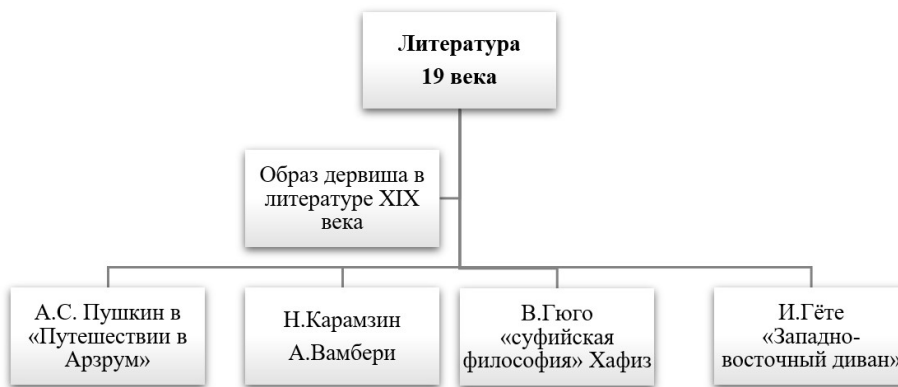 Литература
19 века
Образ дервиша в
литературе XIX
века
А.С. Пушкин в
«Путешествии в
Арзрум»
Н.Карамзин
А.Вамбери
В.Гюго
«суфийская
философия» Хафиз
И.Гёте
«Западно-
восточный диван»